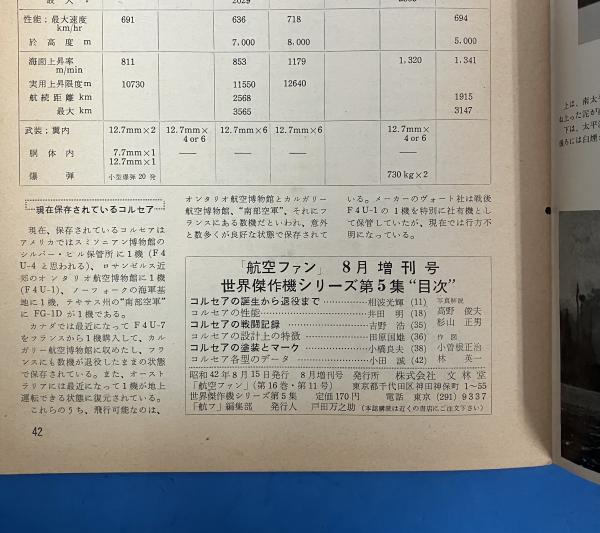 性能；最大速度 691 636 718 694
km/hr
於高度 m 7.000 8.000 5.000
海面上昇率 811 853 1179 1.320 1.341
m/min
実用上昇限度 m 10730 11550 12640
航続距離 km 2568 1915
最大 km 3565 3147
武装；翼内 12.7mm×2 12.7mm× 12.7mm×6 12.7mm×6 12.7mm×
4 or 6 4 or 6
胴体内 7.7mm×1 —— —— —— ——
12.7mm×1
爆弾 小型爆弾 20 発 730 kg×2
現在保存されているコルセア
現在、保存されているコルセアは
アメリカではスミソニアン博物館の
シルバー・ヒル保管所に1機（F4
U-4 と思われる）、ロサンゼルス近
郊のオンタリオ航空博物館に1機
(F4U-1)、ノーフォークの海軍基
地に1機、テキサス州の“南部空軍”
に FG-1D が1機である。
カナダでは最近になって F4U-7
をフランスから1機購入して、カル
ガリー航空博物館に収めたし、フラ
ンスにも数機が退役したままの状態
で保存されている。また、オースト
ラリアには最近になって1機が地上
運転できる状態に復元されている。
これらのうち、飛行可能なのは、
オンタリオ航空博物館とカルガリー
航空博物館、“南部空軍”、それにフ
ランスにある数機だといわれ、意外
と数多くが良好な状態で保存されて
いる。メーカーのヴォート社は戦後
F4U-1 の1機を特別に社有機とし
て保管していたが、現在では行方不
明になっている。
「航空ファン」8月増刊号
世界傑作機シリーズ第5集“目次”
コルセアの誕生から退役まで 相波光輝 (11)
コルセアの性能 井田明 (18)
コルセアの戦闘記録 吉野浩 (35)
コルセアの設計上の特徴 田原国雄 (36)
コルセアの塗装とマーク 小橋良夫 (38)
コルセア各型のデータ 小田誠 (42)
写真解説
高野俊夫
杉山正男
作図
小曽根正治
林英一
昭和42年8月15日発行 8月増刊号 発行所 株式会社 文林堂
「航空ファン」（第16巻・第11号） 東京都千代田区神田神保町 1〜55
世界傑作機シリーズ第5集 定価170円 電話 東京 (291) 9337
「航フ」編集部 発行人 戸田万之助 （本誌購読は近くの書店にご注文下さい）
42